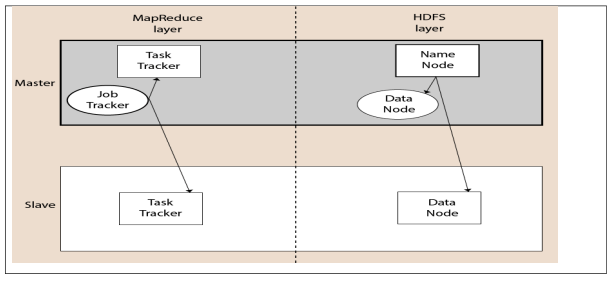 MapReduce
layer
HDFS
layer
Master
Task
Tracker
Job
Tracker
Name
Node
Data
Node
Slave
Task
Tracker
Data
Node